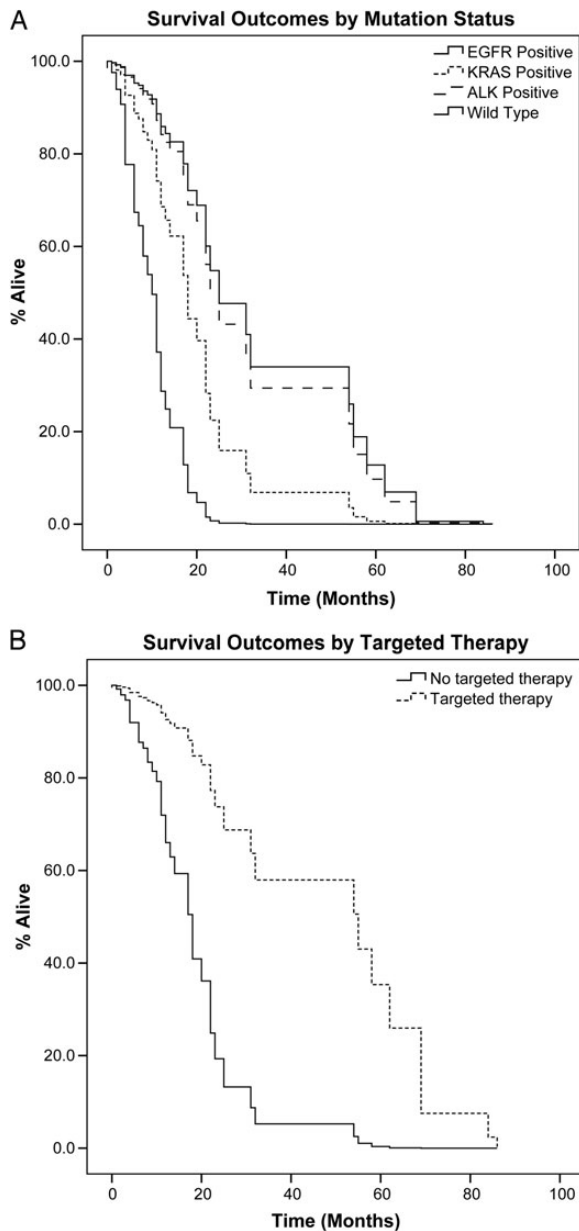 A
Survival Outcomes by Mutation Status
EGFR Positive
KRAS Positive
ALK Positive
Wild Type
100.0
80.0
60.0
40.0
20.0
0.0
% Alive
0 20 40 60 80 100
Time (Months)
B
Survival Outcomes by Targeted Therapy
No targeted therapy
Targeted therapy
100.0
80.0
60.0
40.0
20.0
0.0
% Alive
0 20 40 60 80 100
Time (Months)